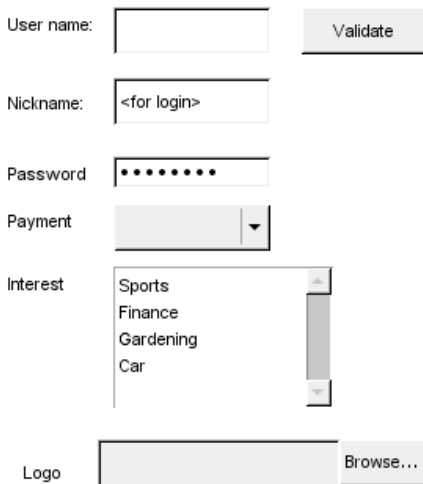 User name:
Validate
Nickname:
<for login>
Password
Payment
Interest
Sports
Finance
Gardening
Car
Logo
Browse...